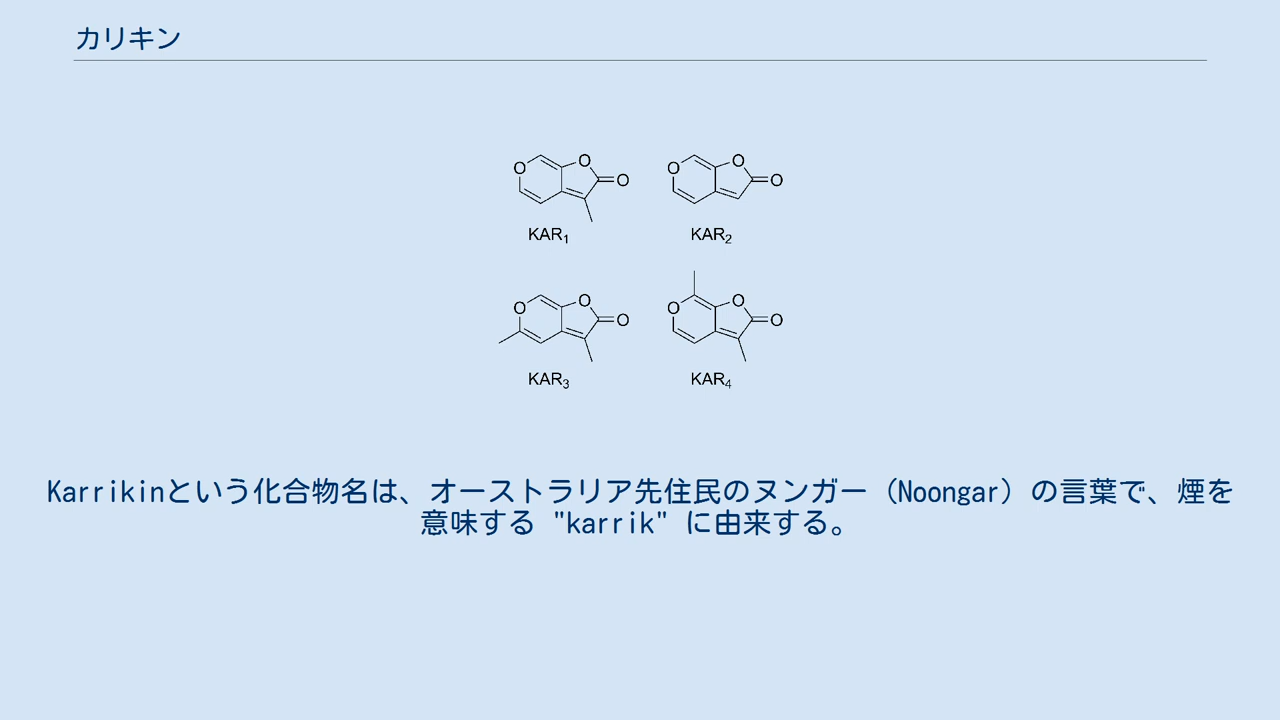 カリキン
O O O O O O
KAR₁ KAR₂
O O O O O O
KAR₃ KAR₄
Karrikinという化合物名は、オーストラリア先住民のヌンガー（Noongar）の言葉で、煙を
意味する "karrik" に由来する。